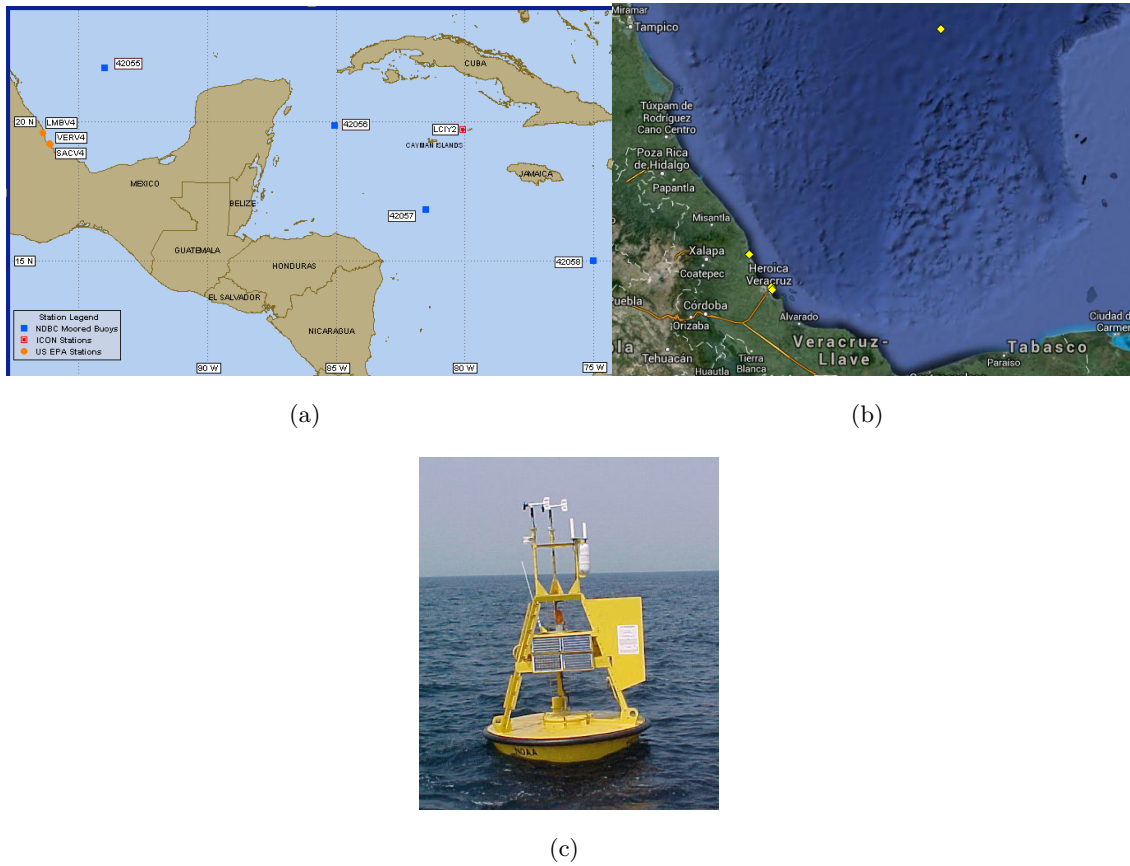 42055
CUBA
20 N
LMBV4
42056
LCIY2
VERV4
CAYMAN ISLANDS
SACV4
JAMAICA
MEXICO
BELIZE
42057
GUATEMALA
15 N
HONDURAS
42058
EL SALVADOR
Station Legend
NDBC Moored Buoys
ICON Stations
US EPA Stations
NICARAGUA
90 W
85 W
80 W
75 W
(a)
Miramar
Tampico
Túxpam de
Rodríguez
Cano Centro
Poza Rica
de Hidalgo
Papantla
Misantla
Xalapa
Coatepec
Heroica
Veracruz
Puebla
Córdoba
Orizaba
Alvarado
Ciudad d
Carmen
Veracruz-
Llave
Tabasco
Tehuacán
Tierra
Blanca
Paraiso
Huautla
(b)
NOAA
(c)